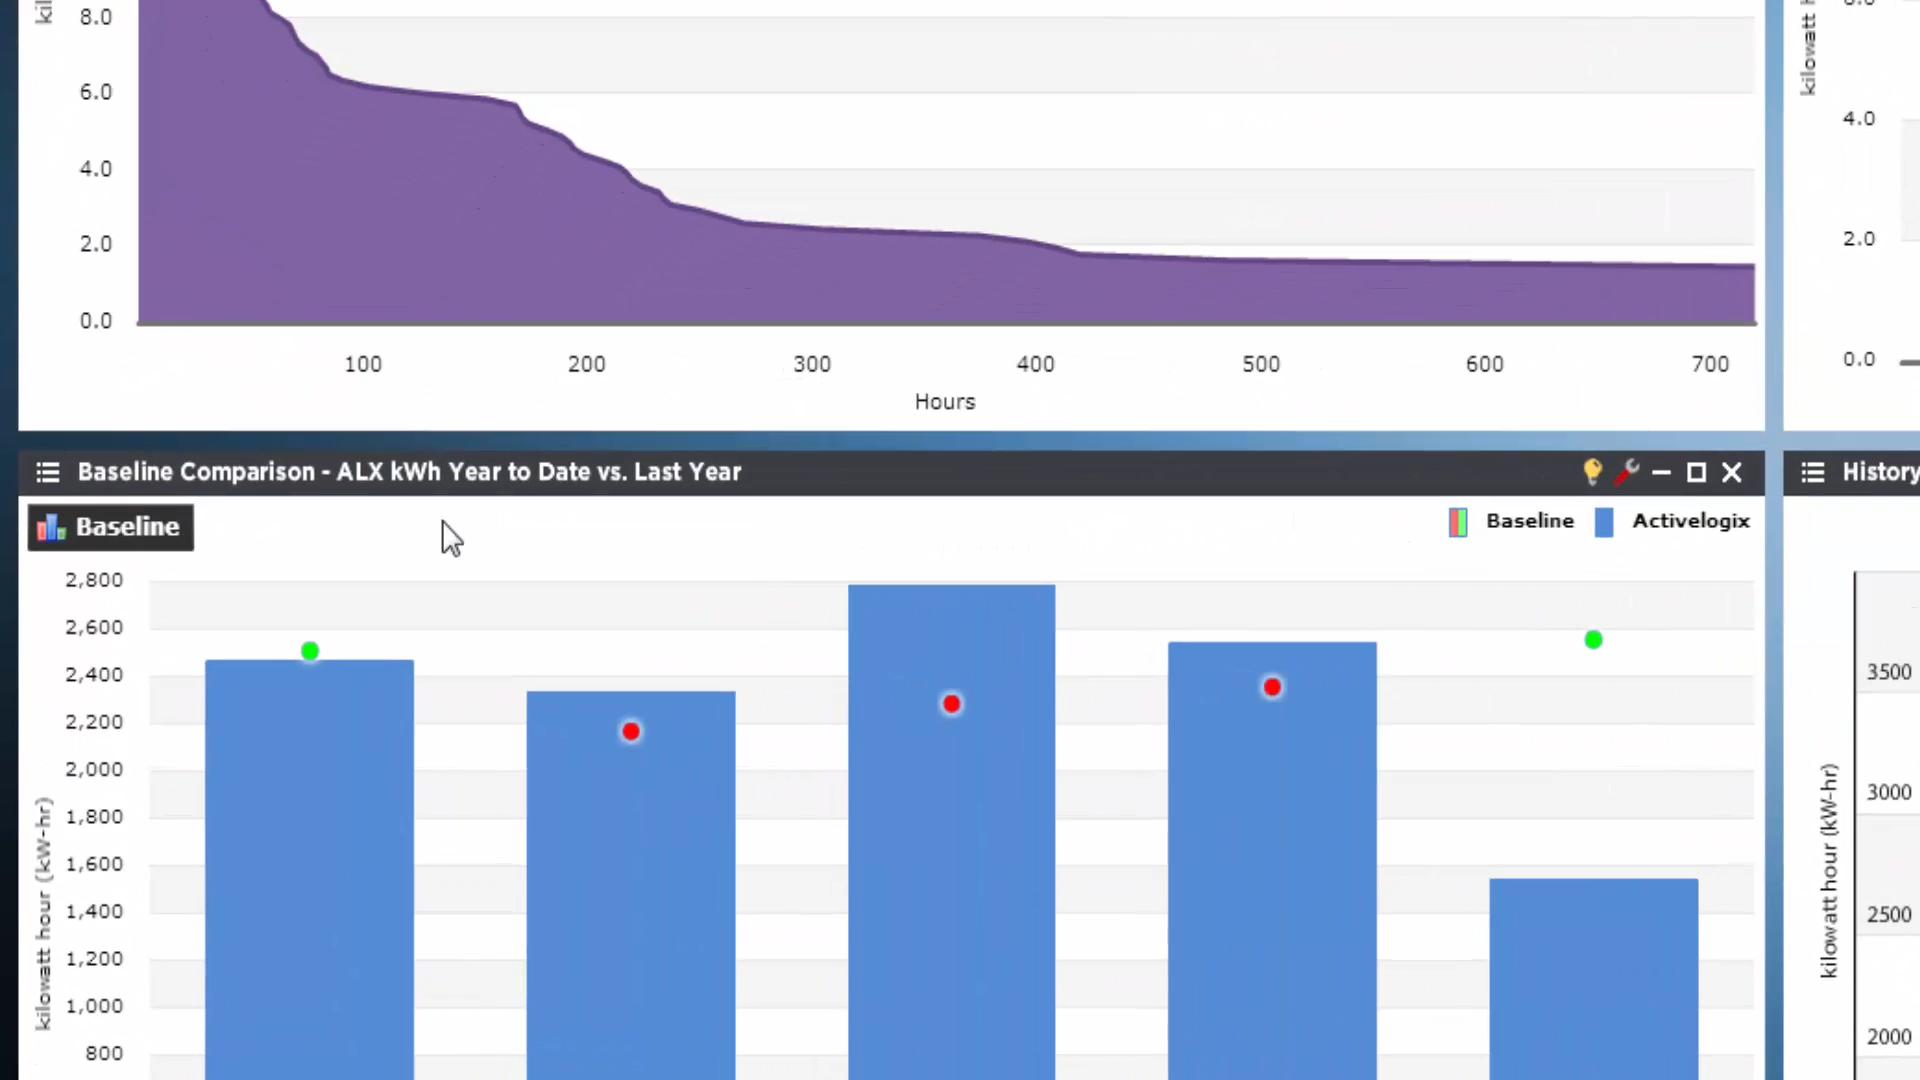 8.0
6.0
4.0
2.0
0.0
100 200 300 400 500 600 700
Hours
kilowatt
4.0
2.0
0.0
Baseline Comparison - ALX kWh Year to Date vs. Last Year
Baseline
Baseline Activelogix
2,800
2,600
2,400
2,200
2,000
1,800
1,600
1,400
1,200
1,000
800
kilowatt hour (kW-hr)
History
3500
3000
2500
2000
kilowatt hour (kW-hr)